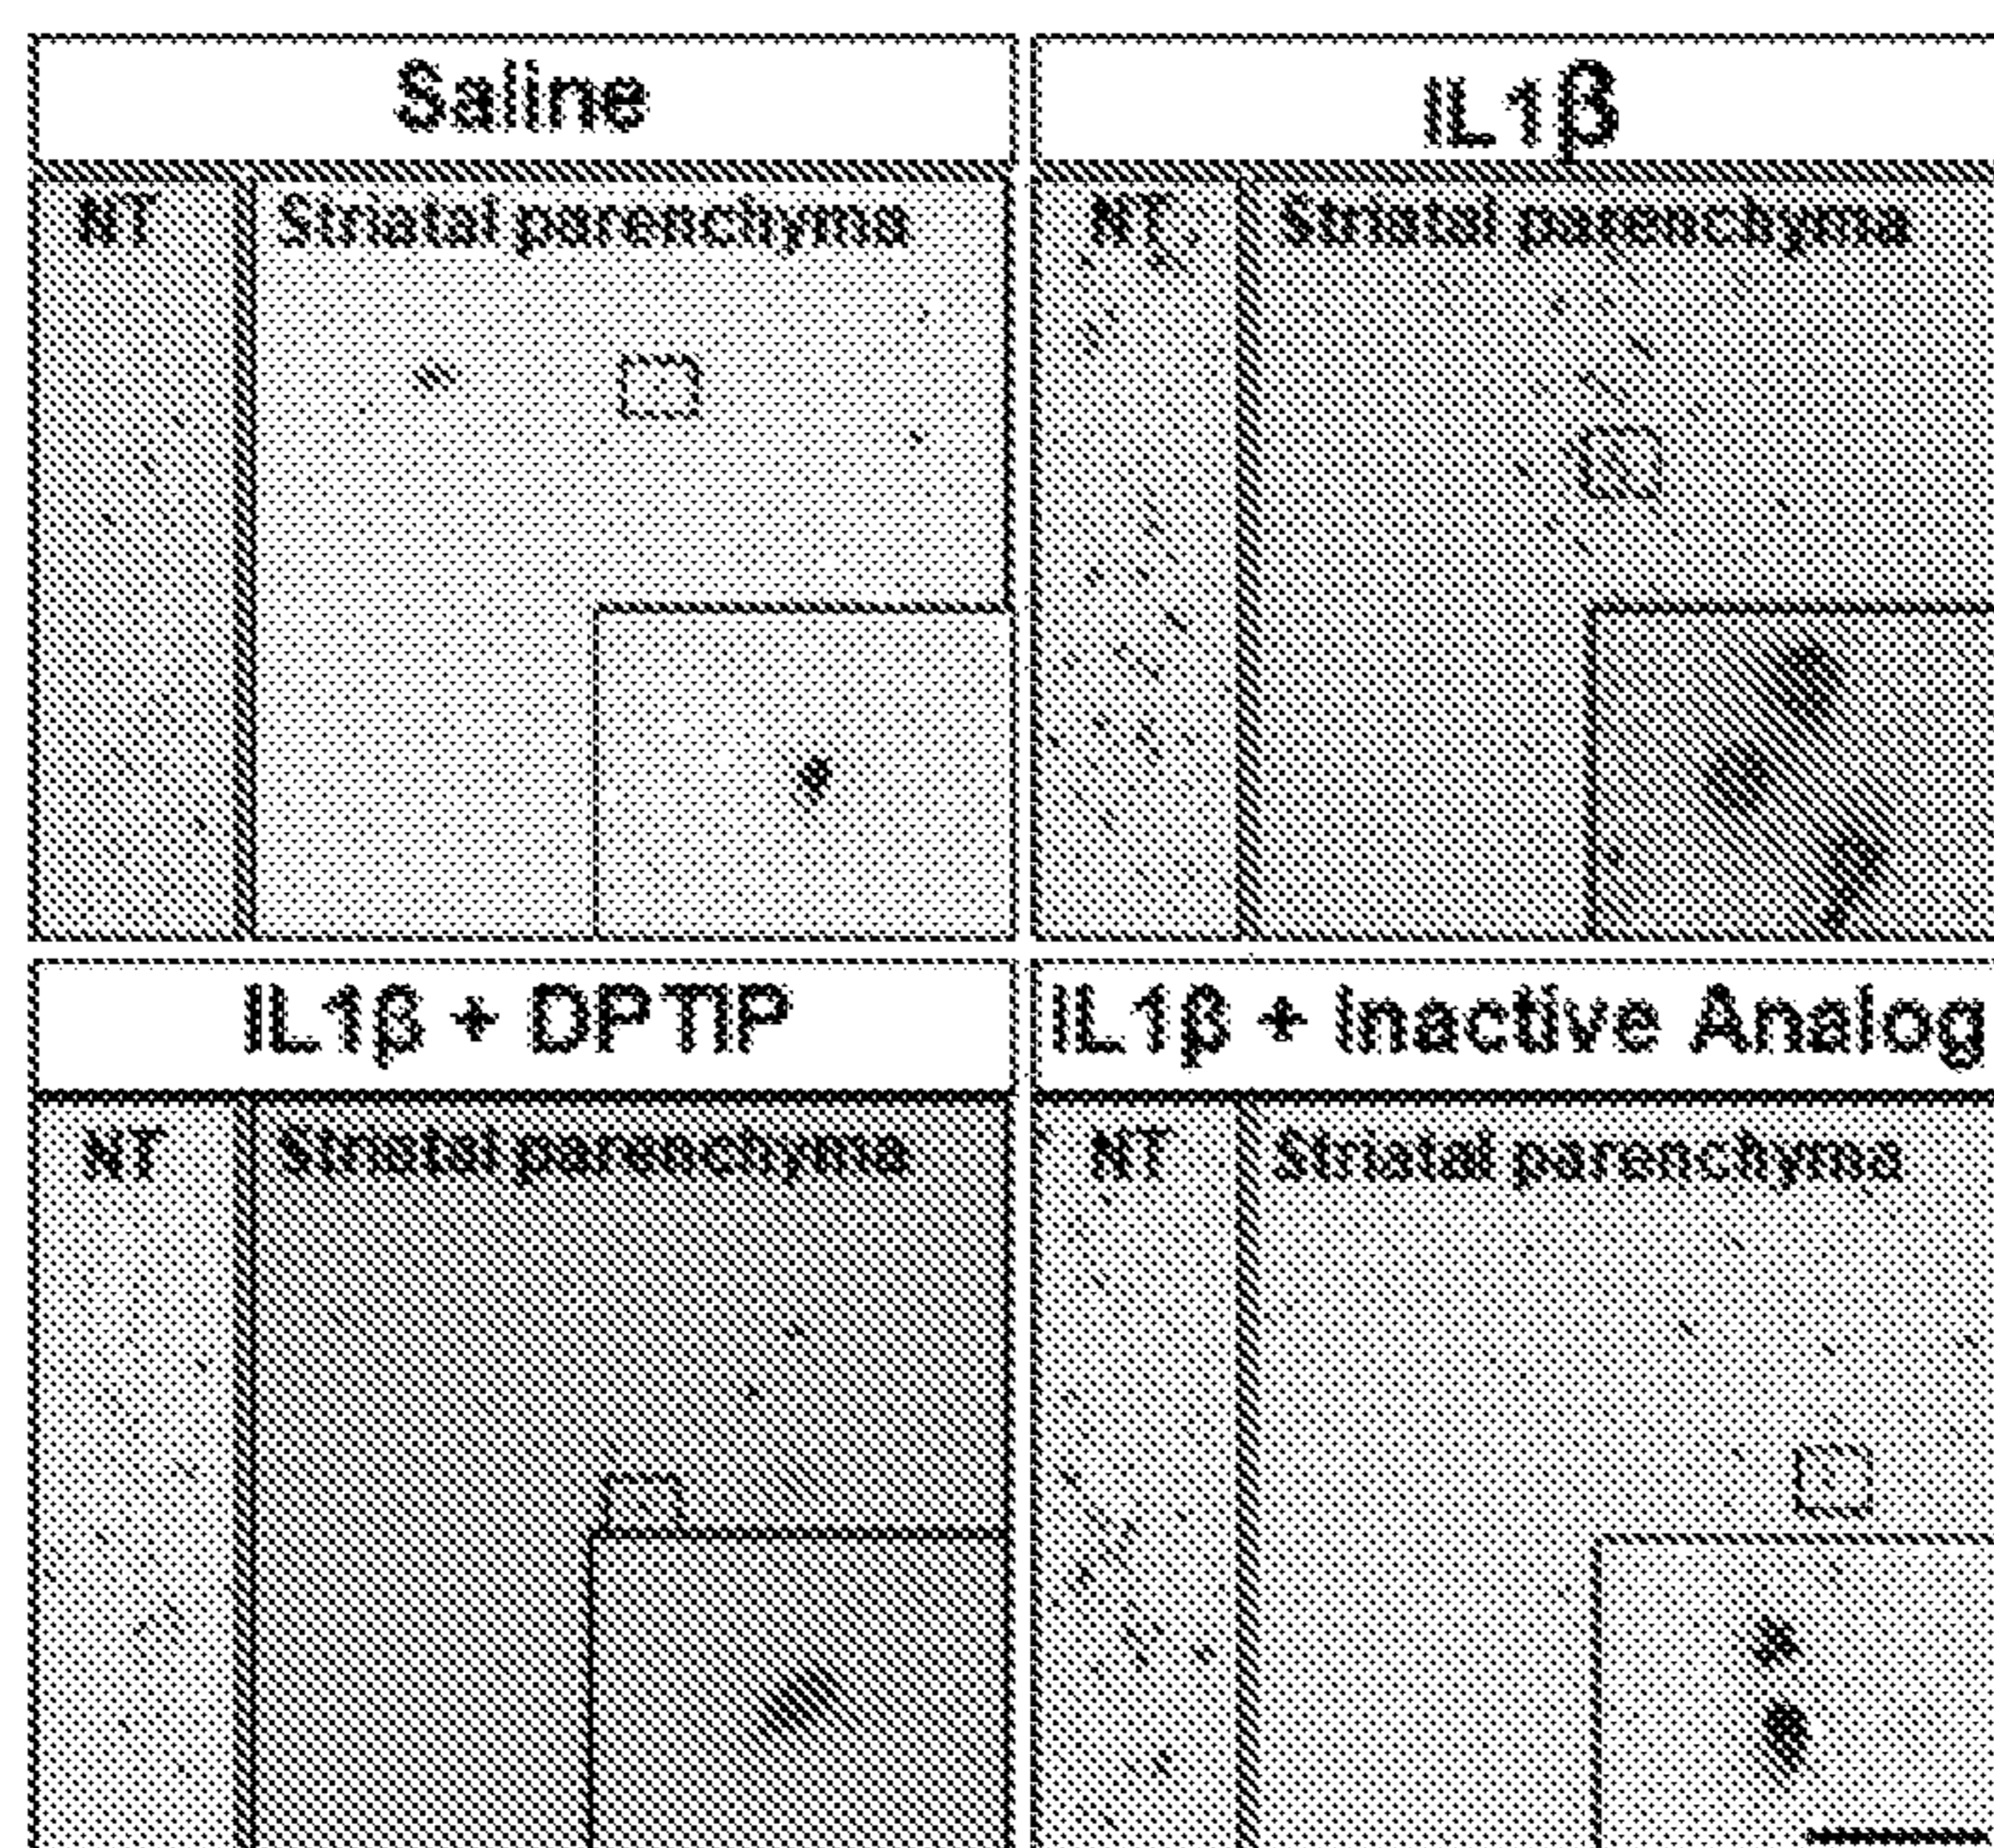 Saline
IL1β
NT Striatal parenchyma
NT Striatal parenchyma
IL1β + DPTIP
IL1β + Inactive Analog
NT Striatal parenchyma
NT Striatal parenchyma